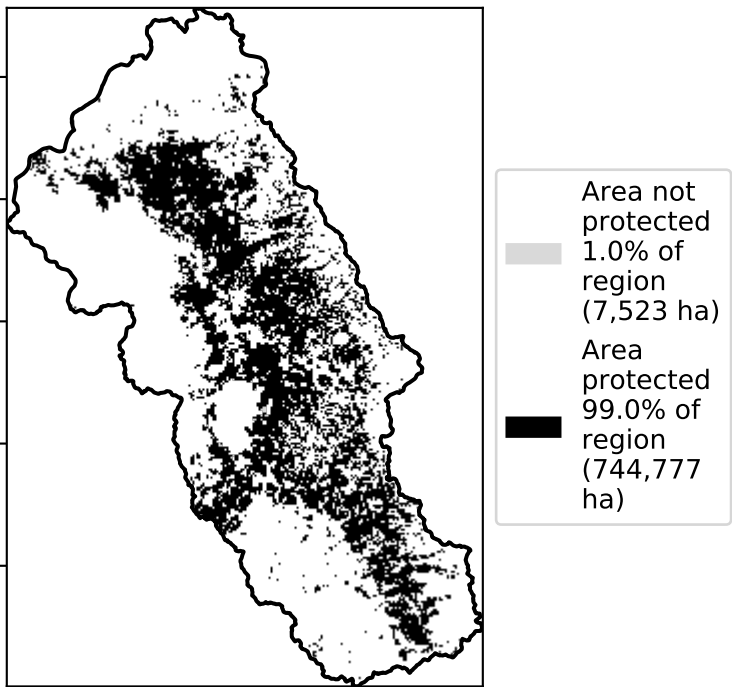 Area not
protected
1.0% of
region
(7,523 ha)
Area
protected
99.0% of
region
(744,777
ha)